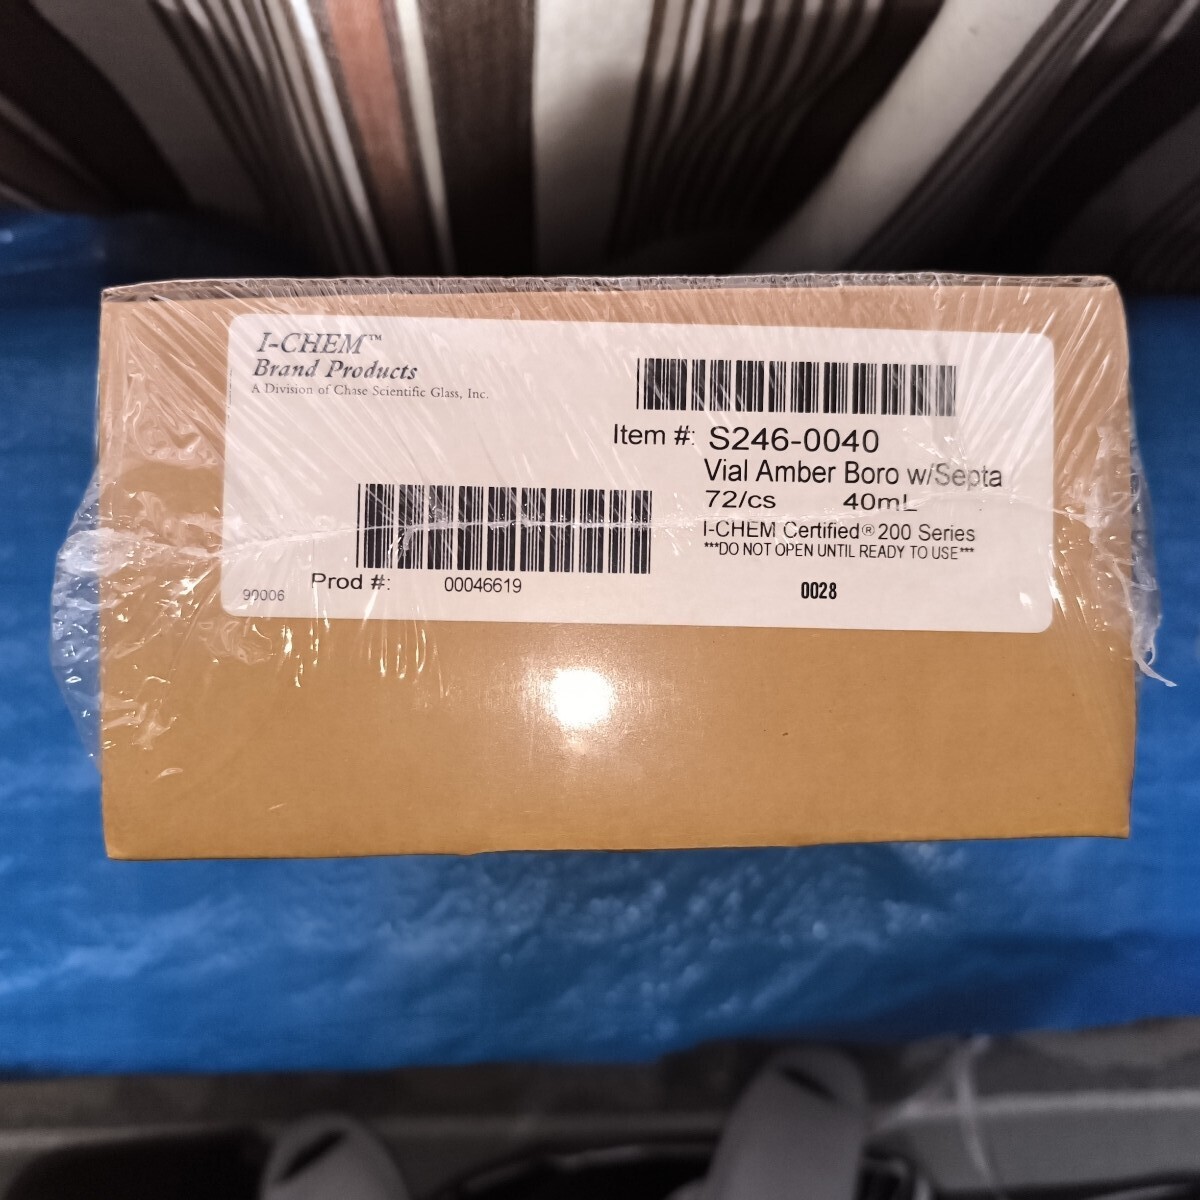 I-CHEM™
Brand Products
A Division of Chase Scientific Glass, Inc.
Item #: S246-0040
Vial Amber Boro w/Septa
72/cs 40mL
I-CHEM Certified® 200 Series
***DO NOT OPEN UNTIL READY TO USE***
Prod #: 00046619
90006
0028